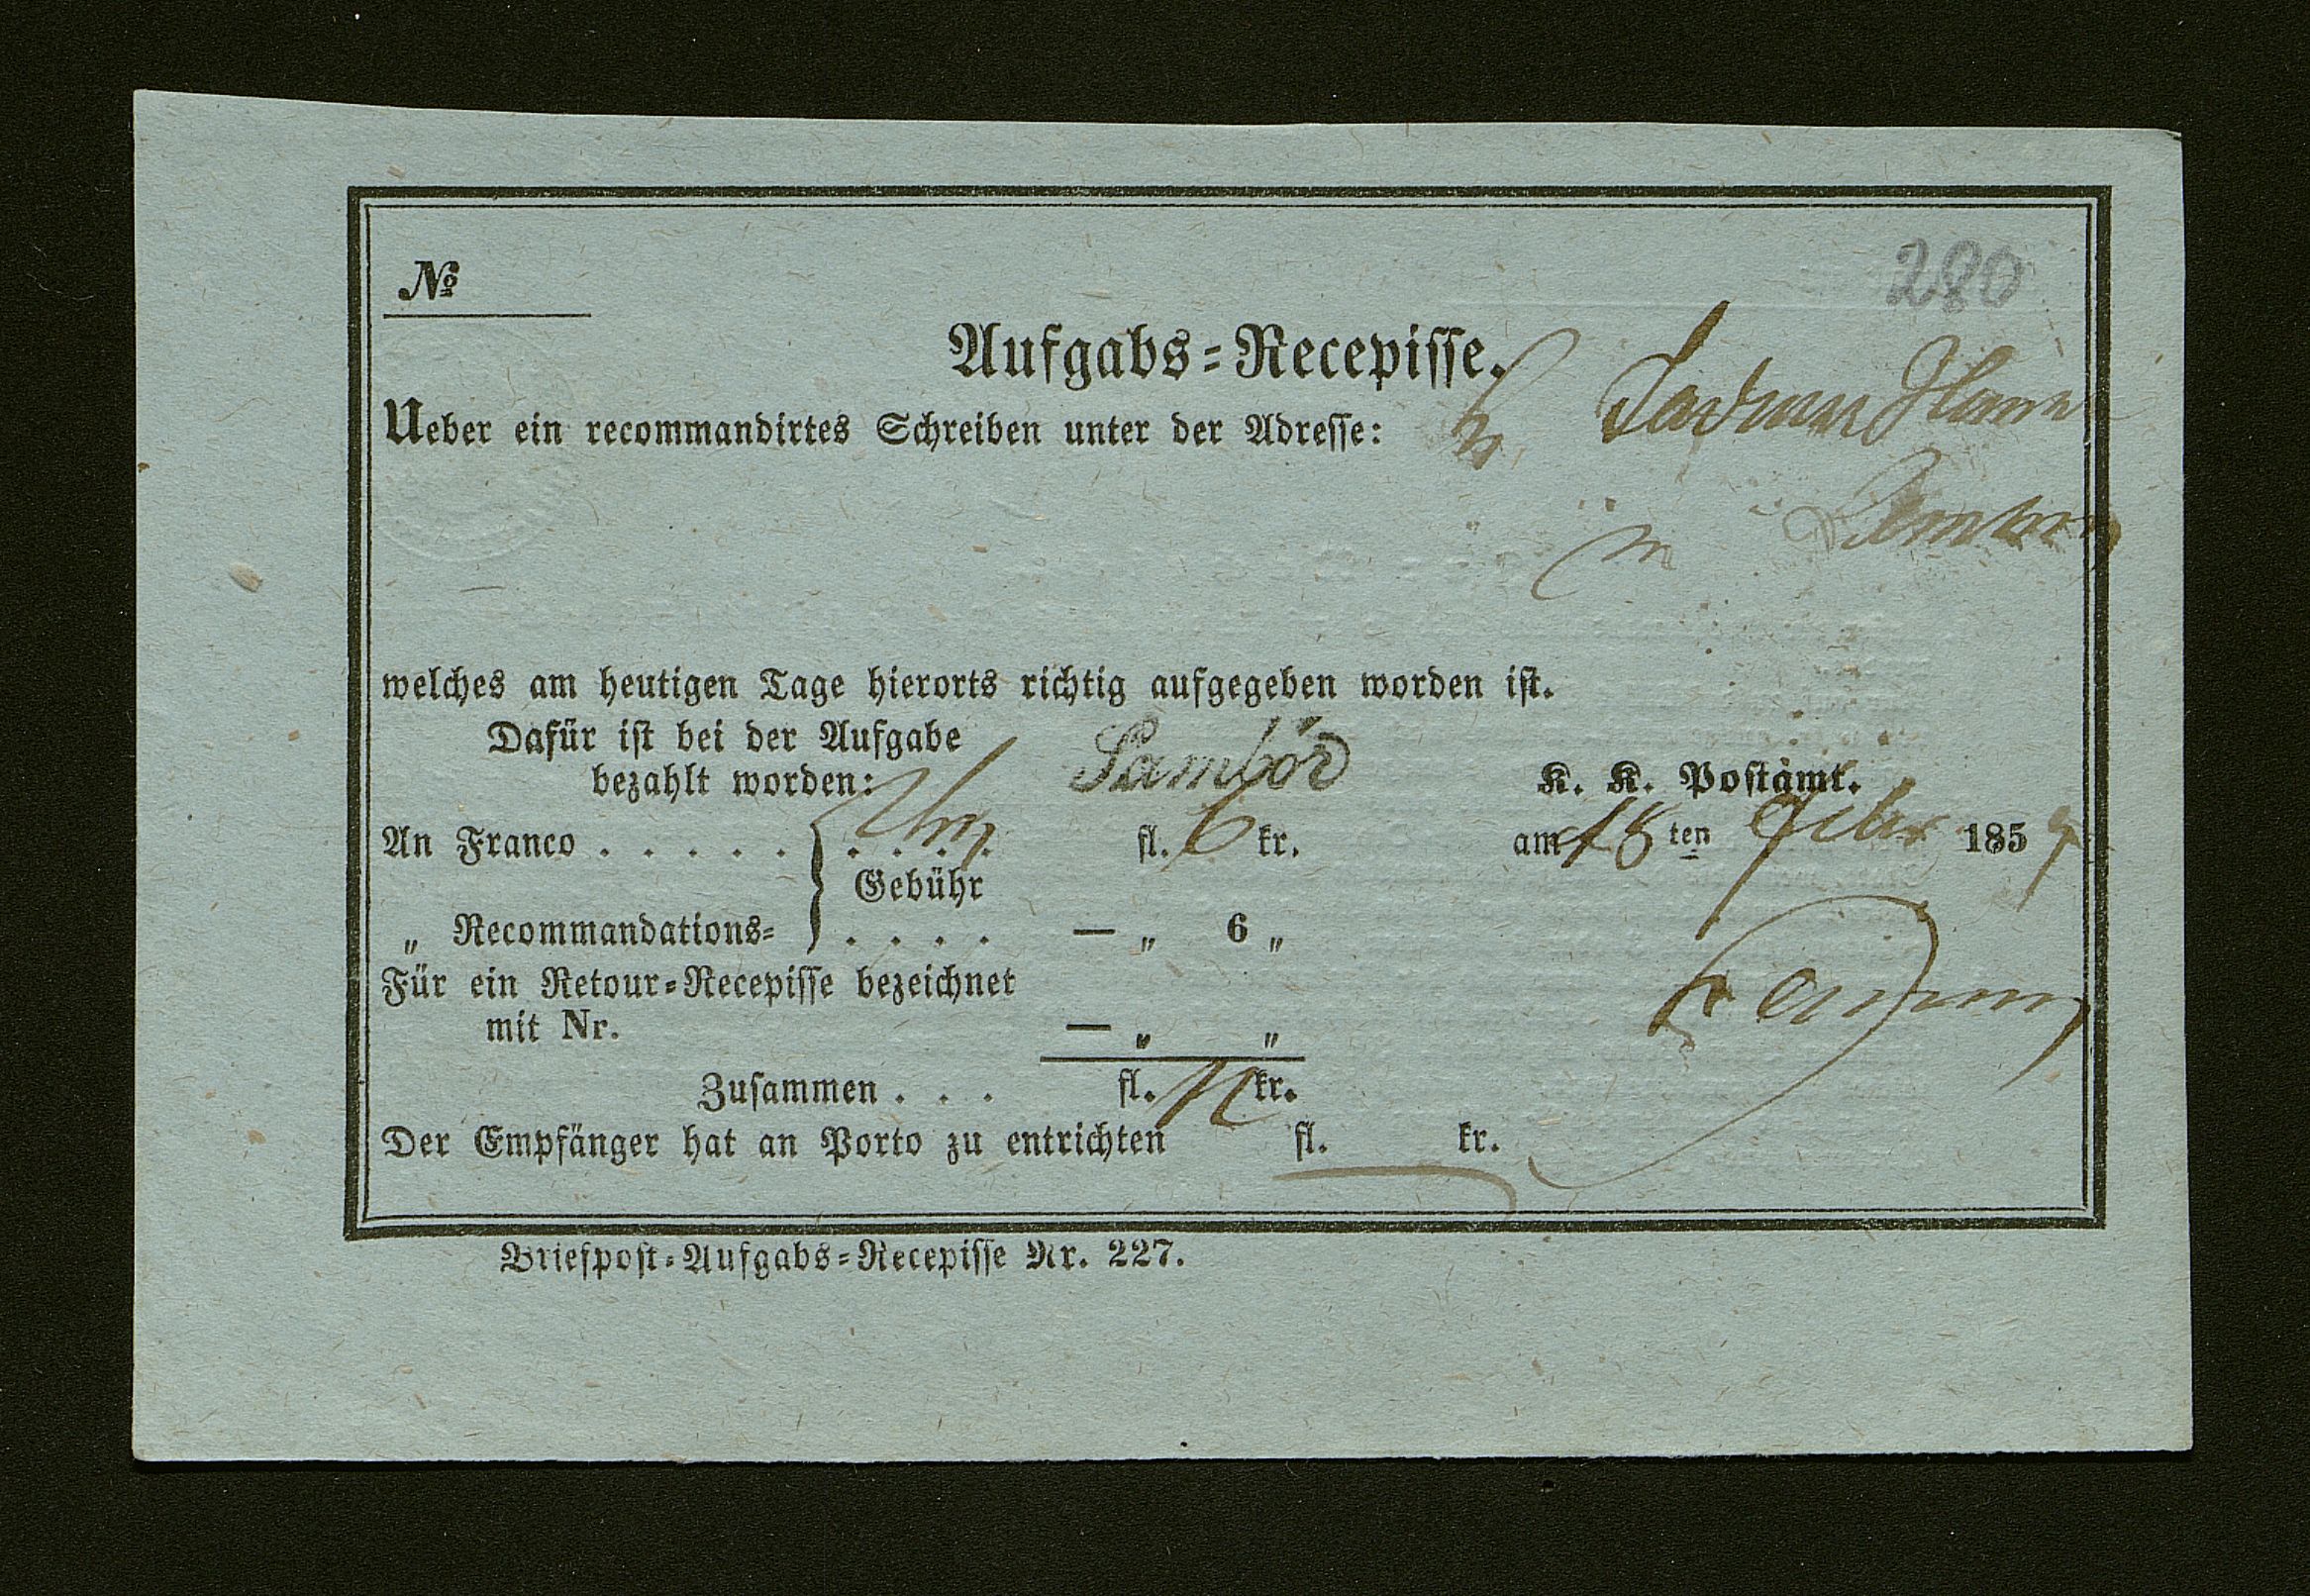 280
No
Aufgabs-Recepisse.
Ueber ein recommandirtes Schreiben unter der Adresse:
in
welches am heutigen Tage hierorts richtig aufgegeben worden ist.
Dafür ist bei der Aufgabe
bezahlt worden:
Sambor
K. K. Postamt.
An Franco . . . . . . . . . fl. 6 kr.
am 18ten 185
Gebühr
„ Recommandations= . . . . — „ 6 „
Für ein Retour-Recepisse bezeichnet
mit Nr. — „ „
Zusammen . . . fl. kr.
Der Empfänger hat an Porto zu entrichten fl. kr.
Briefpost-Aufgabs-Recepisse Nr. 227.